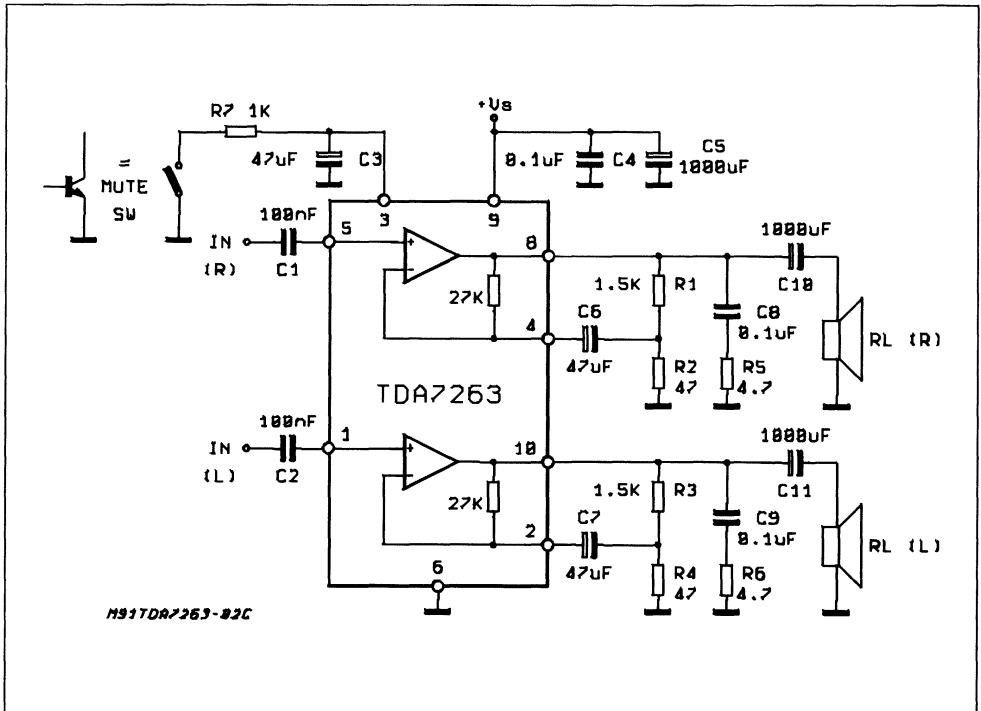 R7 1K
+Vs
47uF C3
0.1uF C4
C5
1000uF
=
MUTE
SW
3
9
100nF
IN
(R)
C1
5
8
1000uF
C10
27K
1.5K R1
C6
47uF
4
C8
0.1uF
R2
47
R5
4.7
RL (R)
TDA7263
100nF
IN
(L)
C2
1
10
1000uF
C11
27K
1.5K R3
C7
47uF
2
C9
0.1uF
R4
47
R6
4.7
RL (L)
6
M91TDA7263-02C
+
-
+
-